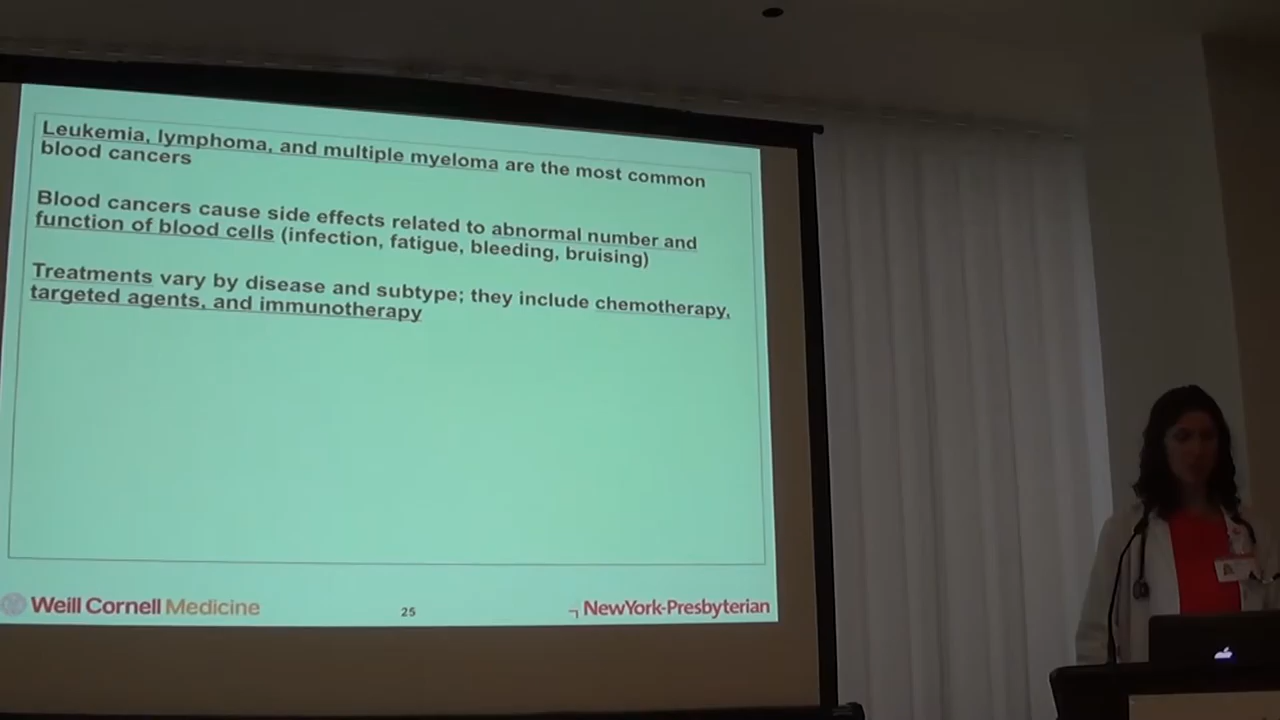 Leukemia, lymphoma, and multiple myeloma are the most common
blood cancers
Blood cancers cause side effects related to abnormal number and
function of blood cells (infection, fatigue, bleeding, bruising)
Treatments vary by disease and subtype; they include chemotherapy,
targeted agents, and immunotherapy
Weill Cornell Medicine
25
NewYork-Presbyterian